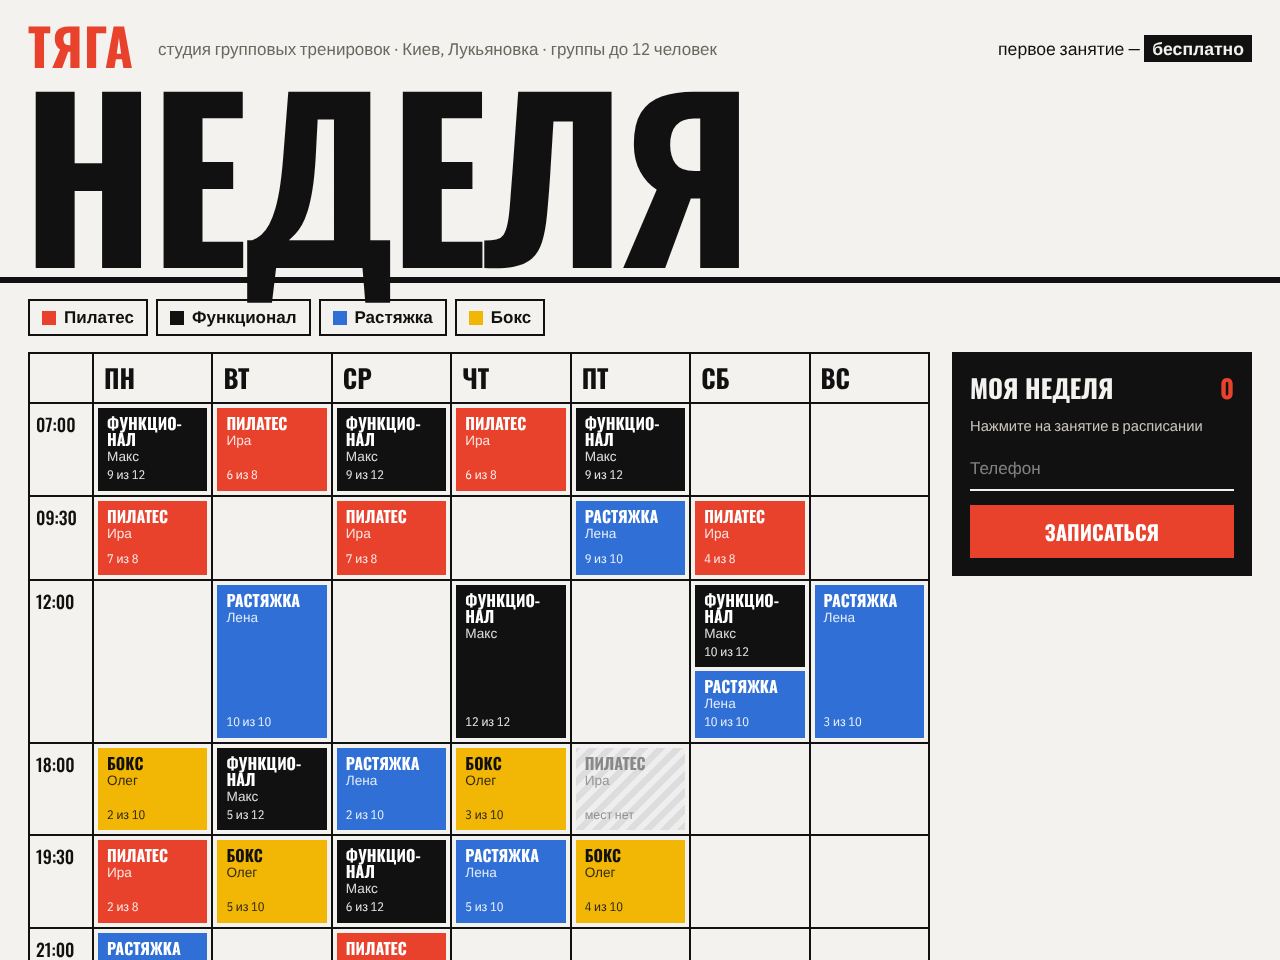 ТЯГА
студия групповых тренировок · Киев, Лукьяновка · группы до 12 человек
первое занятие — бесплатно
НЕДЕЛЯ
Пилатес
Функционал
Растяжка
Бокс
ПН ВТ СР ЧТ ПТ СБ ВС
07:00
ФУНКЦИО-
НАЛ
Макс
9 из 12
ПИЛАТЕС
Ира
6 из 8
ФУНКЦИО-
НАЛ
Макс
9 из 12
ПИЛАТЕС
Ира
6 из 8
ФУНКЦИО-
НАЛ
Макс
9 из 12
09:30
ПИЛАТЕС
Ира
7 из 8
ПИЛАТЕС
Ира
7 из 8
РАСТЯЖКА
Лена
9 из 10
ПИЛАТЕС
Ира
4 из 8
12:00
РАСТЯЖКА
Лена
10 из 10
ФУНКЦИО-
НАЛ
Макс
12 из 12
ФУНКЦИО-
НАЛ
Макс
10 из 12
РАСТЯЖКА
Лена
10 из 10
РАСТЯЖКА
Лена
3 из 10
18:00
БОКС
Олег
2 из 10
ФУНКЦИО-
НАЛ
Макс
5 из 12
РАСТЯЖКА
Лена
2 из 10
БОКС
Олег
3 из 10
ПИЛАТЕС
Ира
мест нет
19:30
ПИЛАТЕС
Ира
2 из 8
БОКС
Олег
5 из 10
ФУНКЦИО-
НАЛ
Макс
6 из 12
РАСТЯЖКА
Лена
5 из 10
БОКС
Олег
4 из 10
21:00
РАСТЯЖКА
ПИЛАТЕС
МОЯ НЕДЕЛЯ 0
Нажмите на занятие в расписании
Телефон
ЗАПИСАТЬСЯ